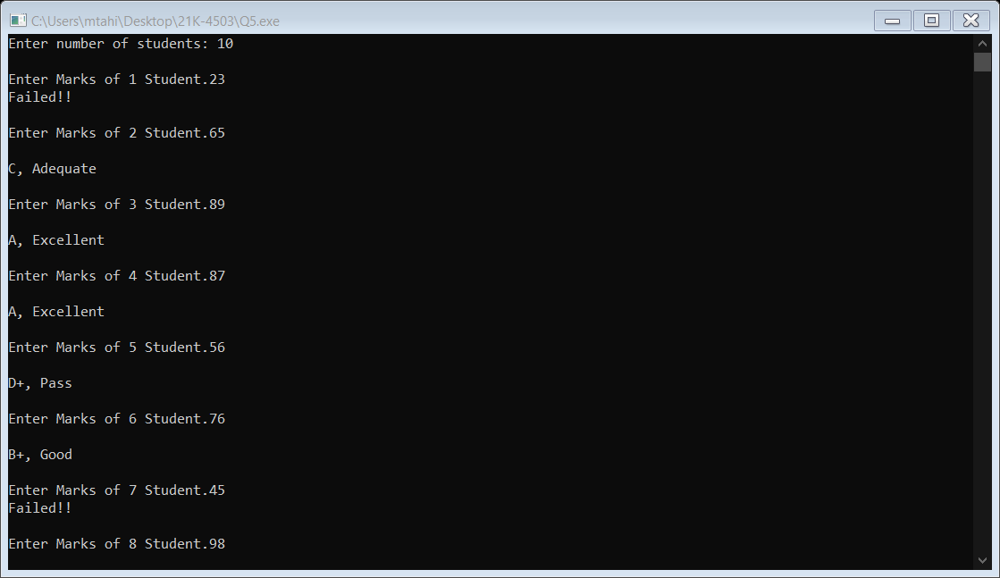 C:\Users\mtahi\Desktop\21K-4503\Q5.exe
Enter number of students: 10
Enter Marks of 1 Student.23
Failed!!
Enter Marks of 2 Student.65
C, Adequate
Enter Marks of 3 Student.89
A, Excellent
Enter Marks of 4 Student.87
A, Excellent
Enter Marks of 5 Student.56
D+, Pass
Enter Marks of 6 Student.76
B+, Good
Enter Marks of 7 Student.45
Failed!!
Enter Marks of 8 Student.98